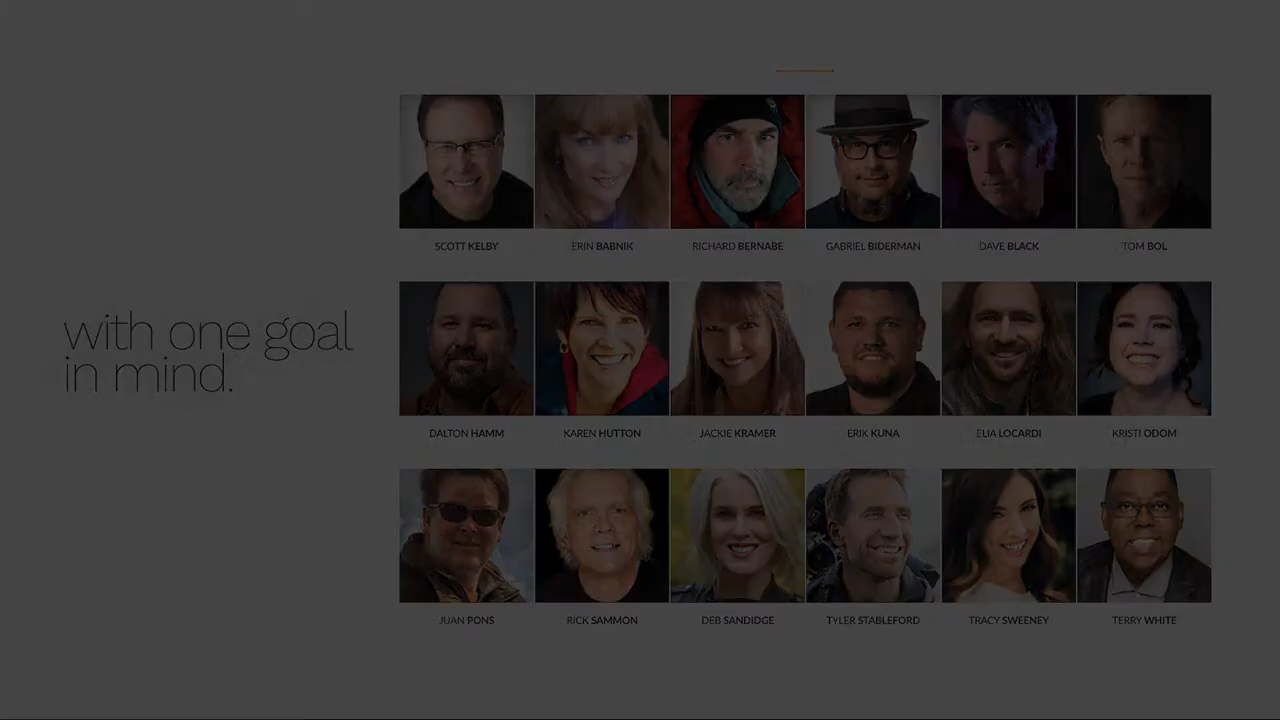 with one goal
in mind.
SCOTT KELBY
ERIN BABNIK
RICHARD BERNABE
GABRIEL BIDERMAN
DAVE BLACK
TOM BOL
DALTON HAMM
KAREN HUTTON
JACKIE KRAMER
ERIK KUNA
ELIA LOCARDI
KRISTI ODOM
JUAN PONS
RICK SAMMON
DEB SANDIDGE
TYLER STABLEFORD
TRACY SWEENEY
TERRY WHITE